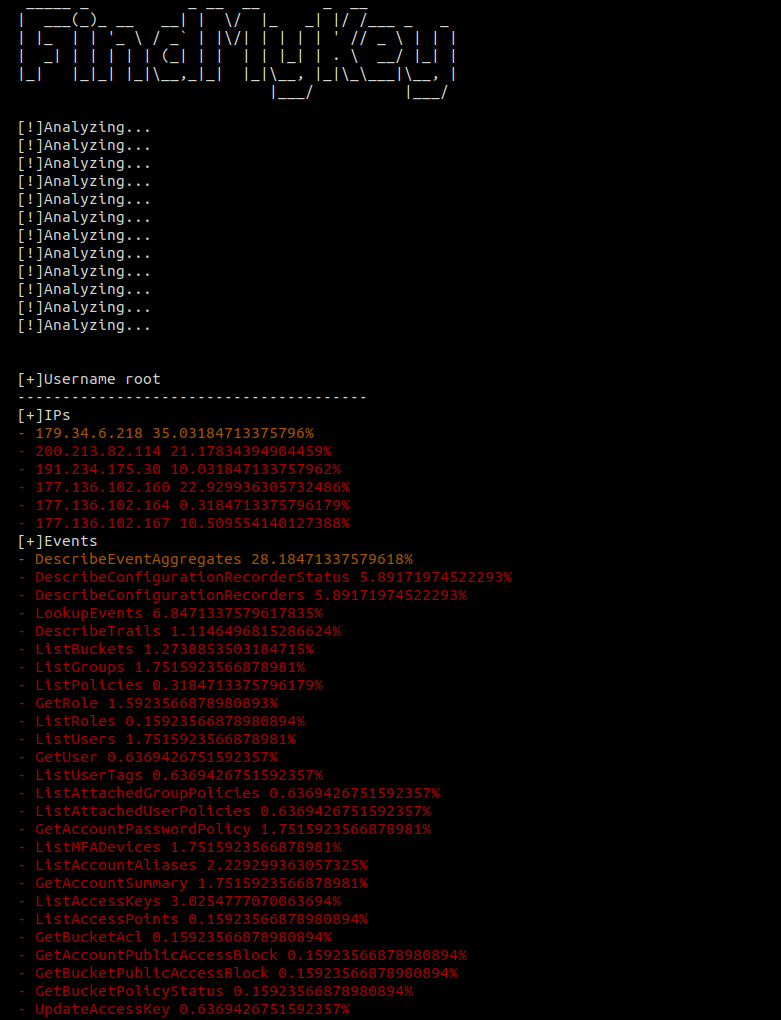 FindMyKey
[!]Analyzing...
[!]Analyzing...
[!]Analyzing...
[!]Analyzing...
[!]Analyzing...
[!]Analyzing...
[!]Analyzing...
[!]Analyzing...
[!]Analyzing...
[!]Analyzing...
[!]Analyzing...
[!]Analyzing...
[+]Username root
---------------------------------------
[+]IPs
- 179.34.6.218 35.03184713375796%
- 200.213.82.114 21.17834394904459%
- 191.234.175.30 10.031847133757962%
- 177.136.102.160 22.929936305732486%
- 177.136.102.164 0.3184713375796179%
- 177.136.102.167 10.509554140127388%
[+]Events
- DescribeEventAggregates 28.18471337579618%
- DescribeConfigurationRecorderStatus 5.89171974522293%
- DescribeConfigurationRecorders 5.89171974522293%
- LookupEvents 6.8471337579617835%
- DescribeTrails 1.1146496815286624%
- ListBuckets 1.2738853503184715%
- ListGroups 1.7515923566878981%
- ListPolicies 0.3184713375796179%
- GetRole 1.5923566878980893%
- ListRoles 0.15923566878980894%
- ListUsers 1.7515923566878981%
- GetUser 0.6369426751592357%
- ListUserTags 0.6369426751592357%
- ListAttachedGroupPolicies 0.6369426751592357%
- ListAttachedUserPolicies 0.6369426751592357%
- GetAccountPasswordPolicy 1.7515923566878981%
- ListMFADevices 1.7515923566878981%
- ListAccountAliases 2.229299363057325%
- GetAccountSummary 1.7515923566878981%
- ListAccessKeys 3.0254777070063694%
- ListAccessPoints 0.15923566878980894%
- GetBucketAcl 0.15923566878980894%
- GetAccountPublicAccessBlock 0.15923566878980894%
- GetBucketPublicAccessBlock 0.15923566878980894%
- GetBucketPolicyStatus 0.15923566878980894%
- UpdateAccessKey 0.6369426751592357%